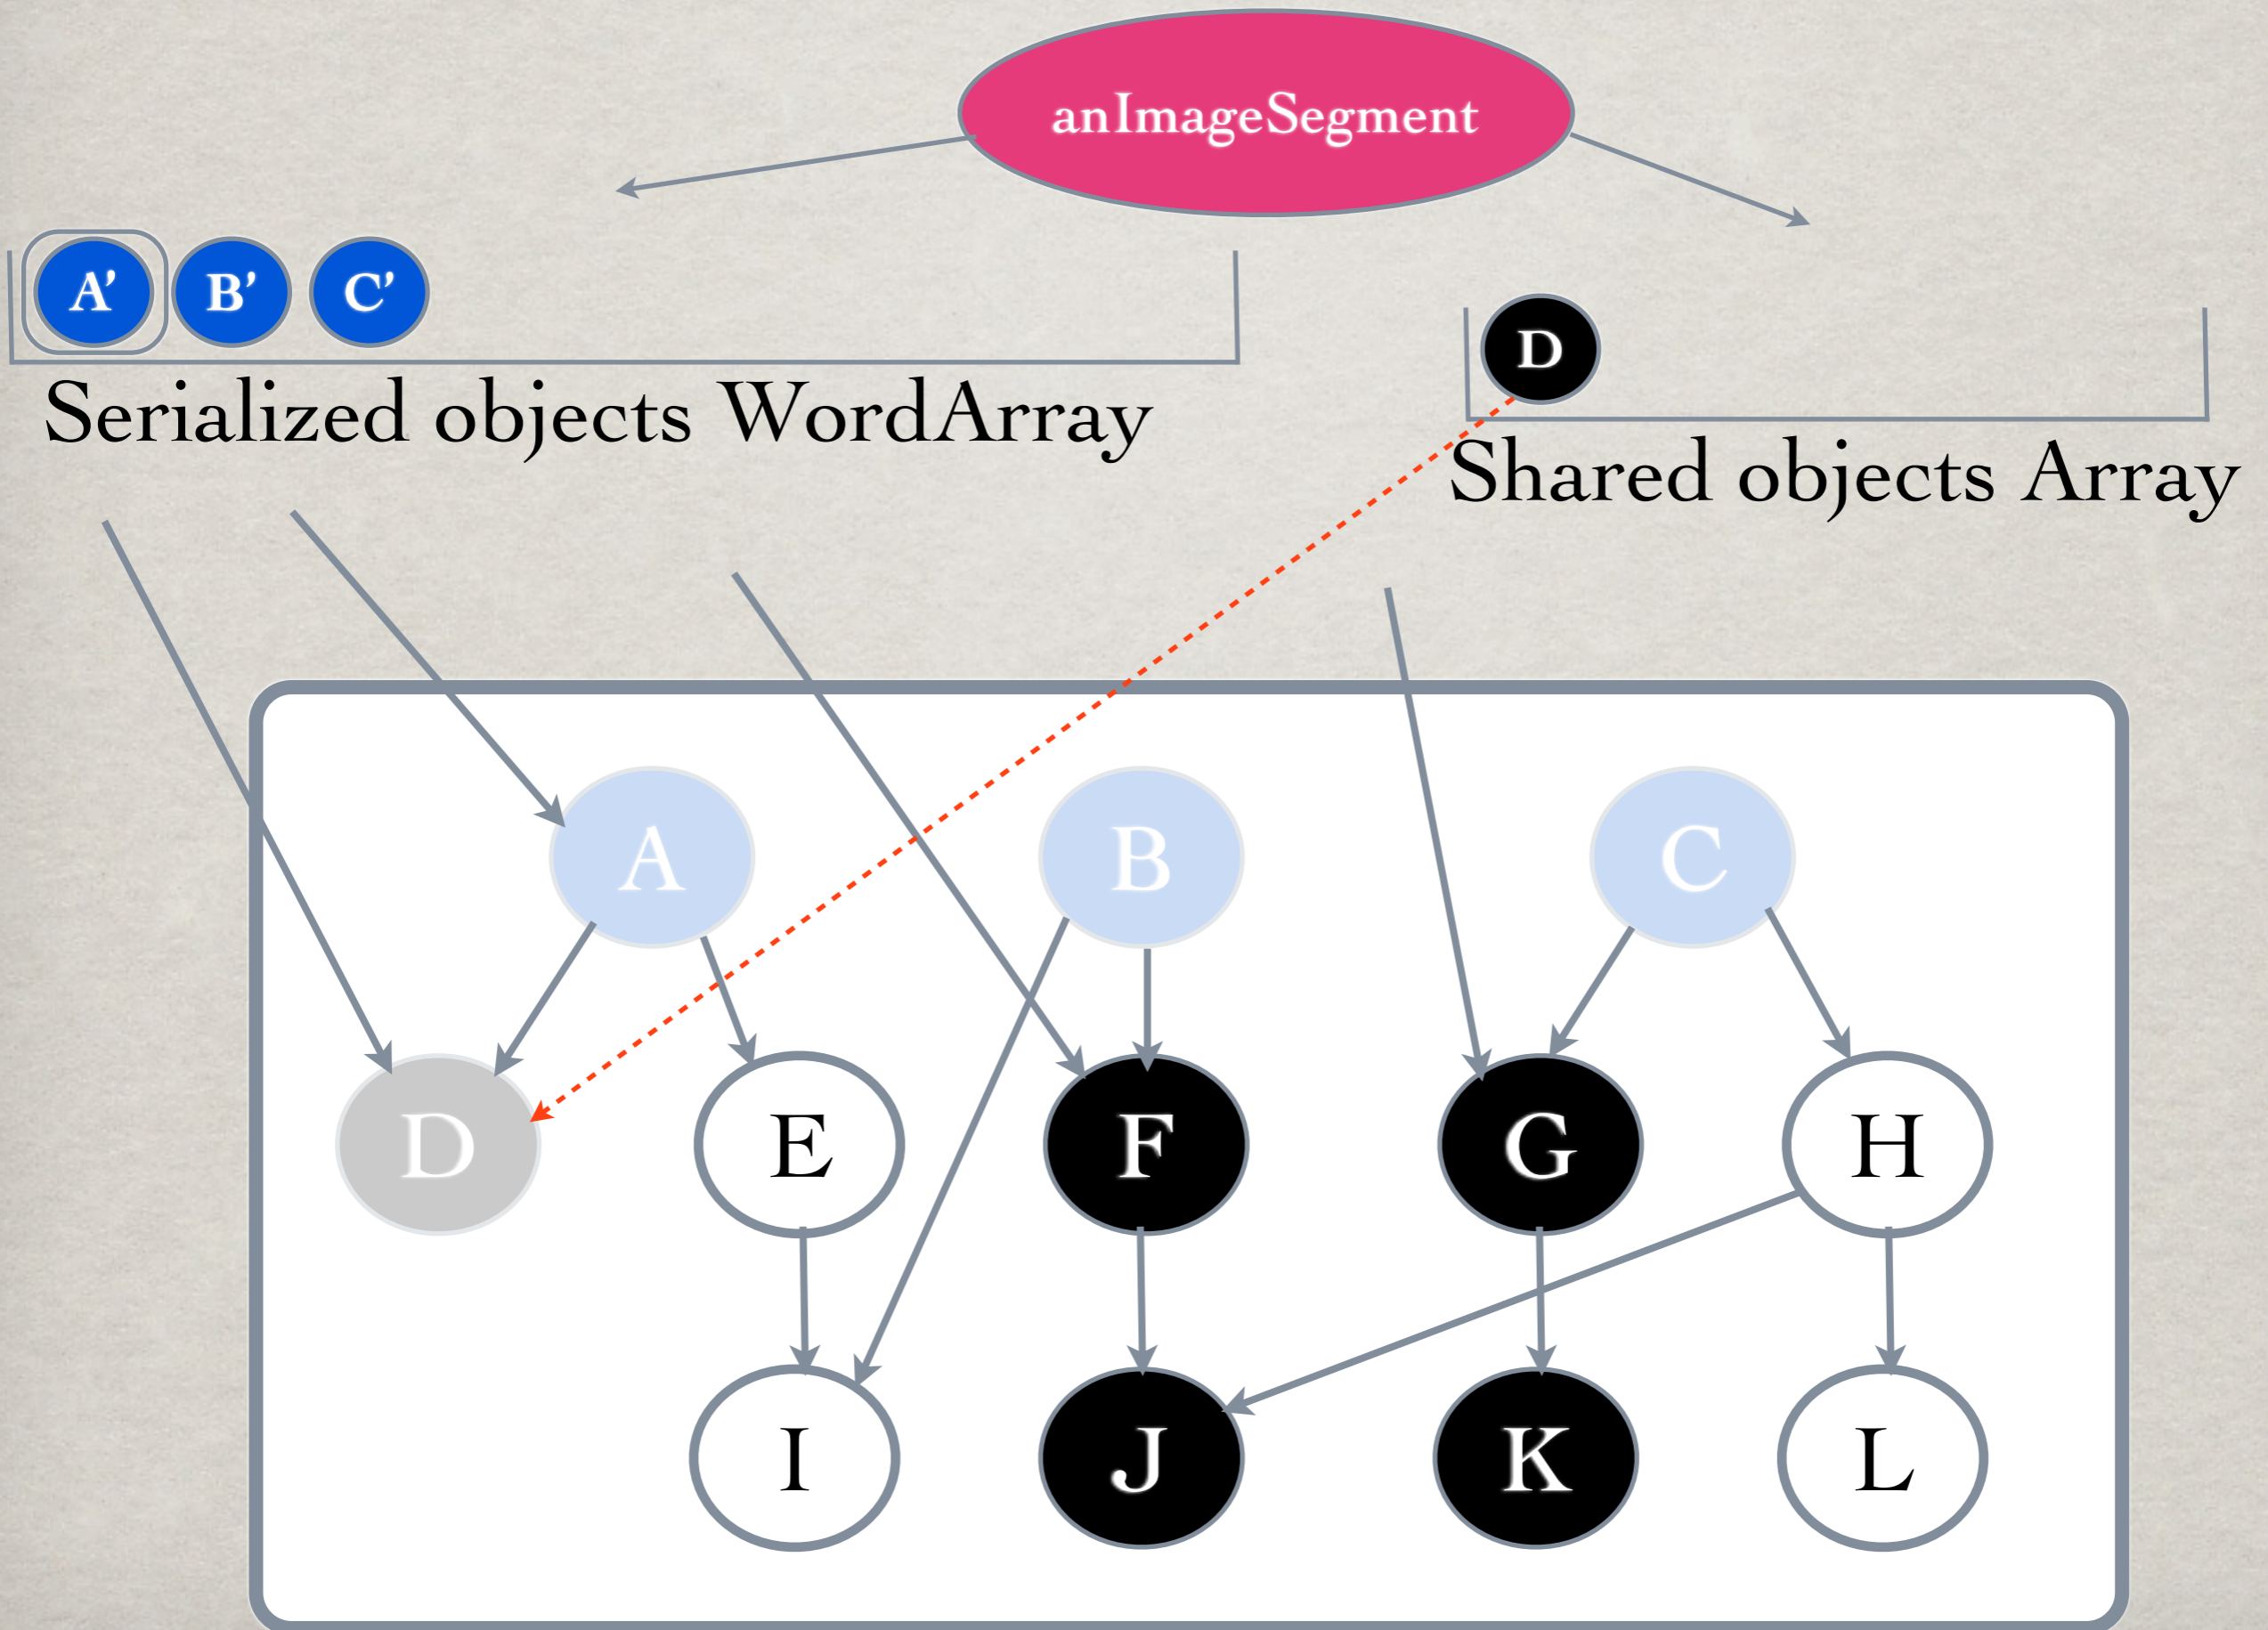 anImageSegment
A’ B’ C’
D
Serialized objects WordArray
Shared objects Array
A B C
D E F G H
I J K L